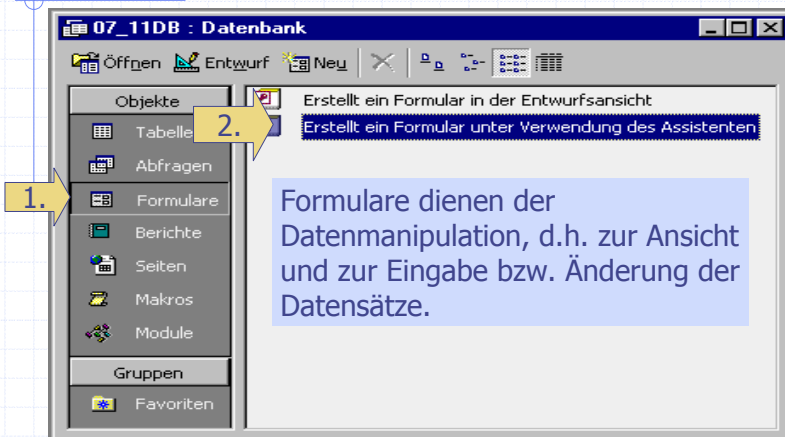 07_11DB : Datenbank
Öffnen Entwurf Neu
Objekte
Tabelle
Abfragen
Formulare
Berichte
Seiten
Makros
Module
Gruppen
Favoriten
1.
2.
Erstellt ein Formular in der Entwurfsansicht
Erstellt ein Formular unter Verwendung des Assistenten
Formulare dienen der
Datenmanipulation, d.h. zur Ansicht
und zur Eingabe bzw. Änderung der
Datensätze.